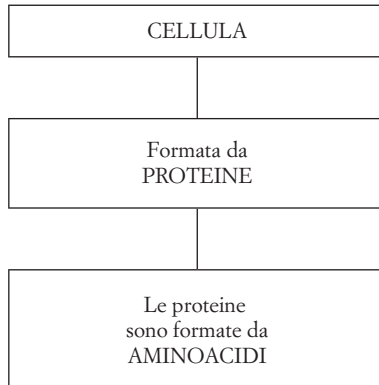 CELLULA
Formata da
PROTEINE
Le proteine
sono formate da
AMINOACIDI